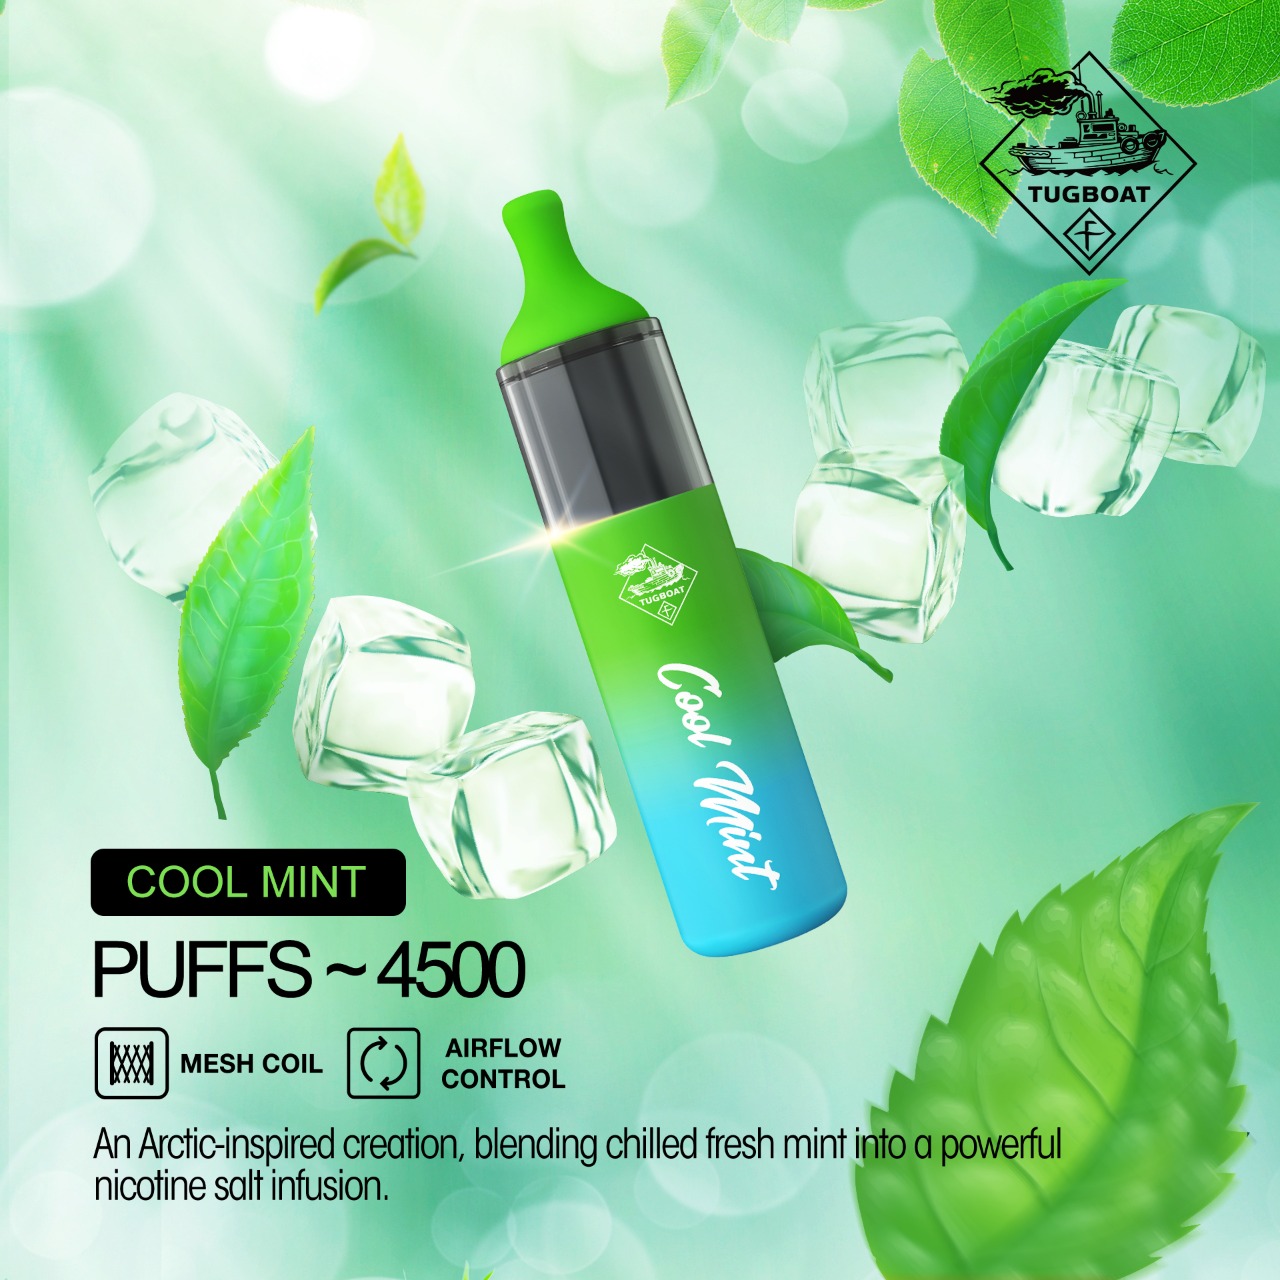 TUGBOAT
F
TUGBOAT
F
Cool Mint
COOL MINT
PUFFS ~ 4500
MESH COIL
AIRFLOW
CONTROL
An Arctic-inspired creation, blending chilled fresh mint into a powerful
nicotine salt infusion.